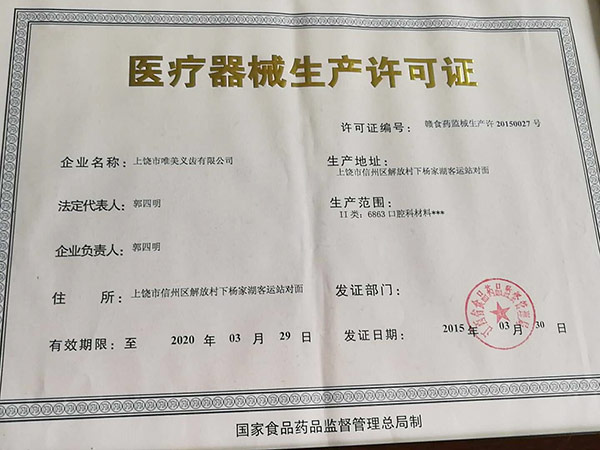 医疗器械生产许可证
许可证编号: 赣食药监械生产许20150027号
企业名称: 上饶市唯美义齿有限公司
生产地址: 上饶市信州区解放村下杨家湖客运站对面
法定代表人: 郭四明
生产范围: II类:6863口腔科材料***
企业负责人: 郭四明
住 所: 上饶市信州区解放村下杨家湖客运站对面
发证部门:
有效期限: 至 2020 年 03 月 29 日
发证日期: 2015 年 03 月 30 日
国家食品药品监督管理总局制